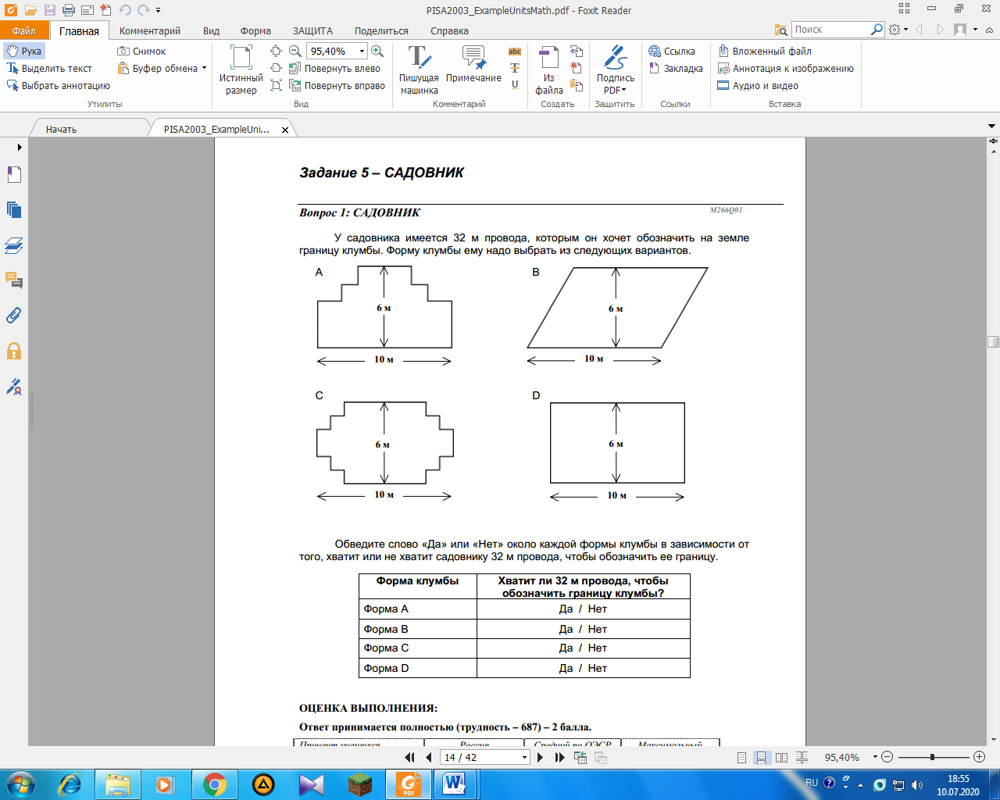 PISA2003_ExampleUnitsMath.pdf - Foxit Reader
Файл Главная Комментарий Вид Форма ЗАЩИТА Поделиться Справка Поиск
Рука Снимок 95,40% Ссылка Вложенный файл
Выделить текст Буфер обмена Повернуть влево Закладка Аннотация к изображению
Выбрать аннотацию Повернуть вправо Аудио и видео
Истинный размер
Пишущая машинка
Примечание
Из файла
Подпись PDF
Утилиты Вид Комментарий Создать Защитить Ссылки Вставка
Начать PISA2003_ExampleUni...
Задание 5 – САДОВНИК
Вопрос 1: САДОВНИК M266Q01
У садовника имеется 32 м провода, которым он хочет обозначить на земле
границу клумбы. Форму клумбы ему надо выбрать из следующих вариантов.
A B
6 м 6 м
10 м 10 м
C D
6 м 6 м
10 м 10 м
Обведите слово «Да» или «Нет» около каждой формы клумбы в зависимости от
того, хватит или не хватит садовнику 32 м провода, чтобы обозначить ее границу.
Форма клумбы Хватит ли 32 м провода, чтобы
обозначить границу клумбы?
Форма A Да / Нет
Форма B Да / Нет
Форма C Да / Нет
Форма D Да / Нет
ОЦЕНКА ВЫПОЛНЕНИЯ:
Ответ принимается полностью (трудность – 687) – 2 балла.
Процент учащихся Россия Средний по ОЭСР Максимальный
14 / 42 95,40%
RU 18:55
10.07.2020